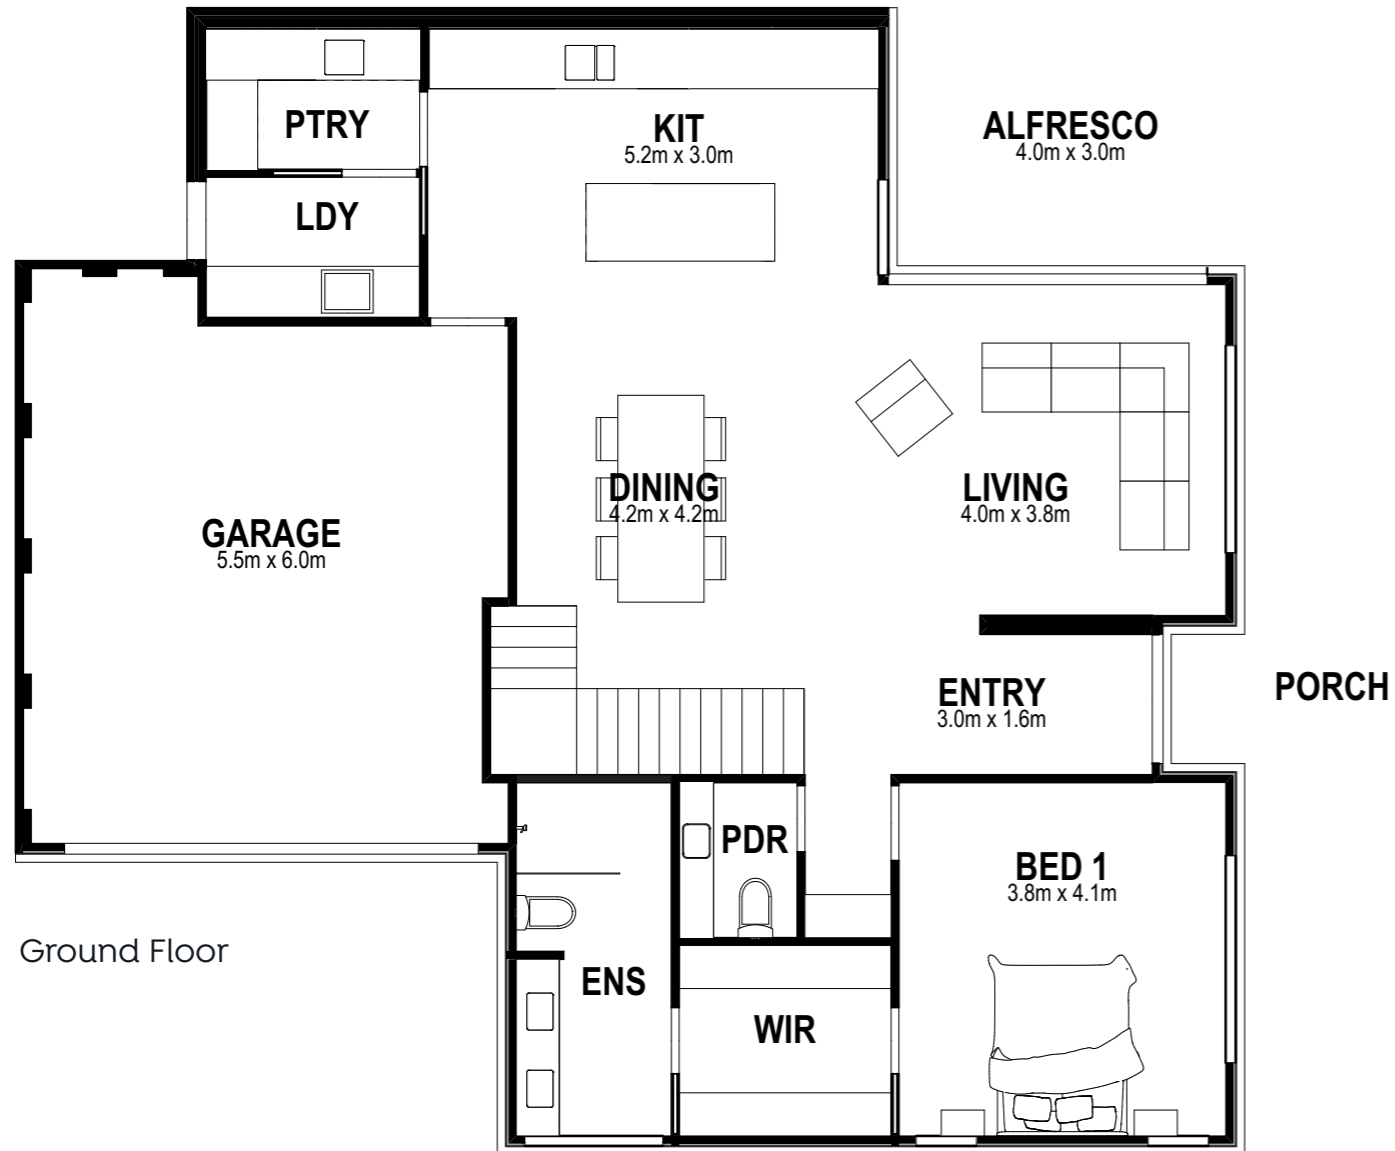 PTRY
KIT
5.2m x 3.0m
ALFRESCO
4.0m x 3.0m
LDY
DINING
4.2m x 4.2m
LIVING
4.0m x 3.8m
GARAGE
5.5m x 6.0m
ENTRY
3.0m x 1.6m
PORCH
PDR
BED 1
3.8m x 4.1m
Ground Floor
ENS
WIR